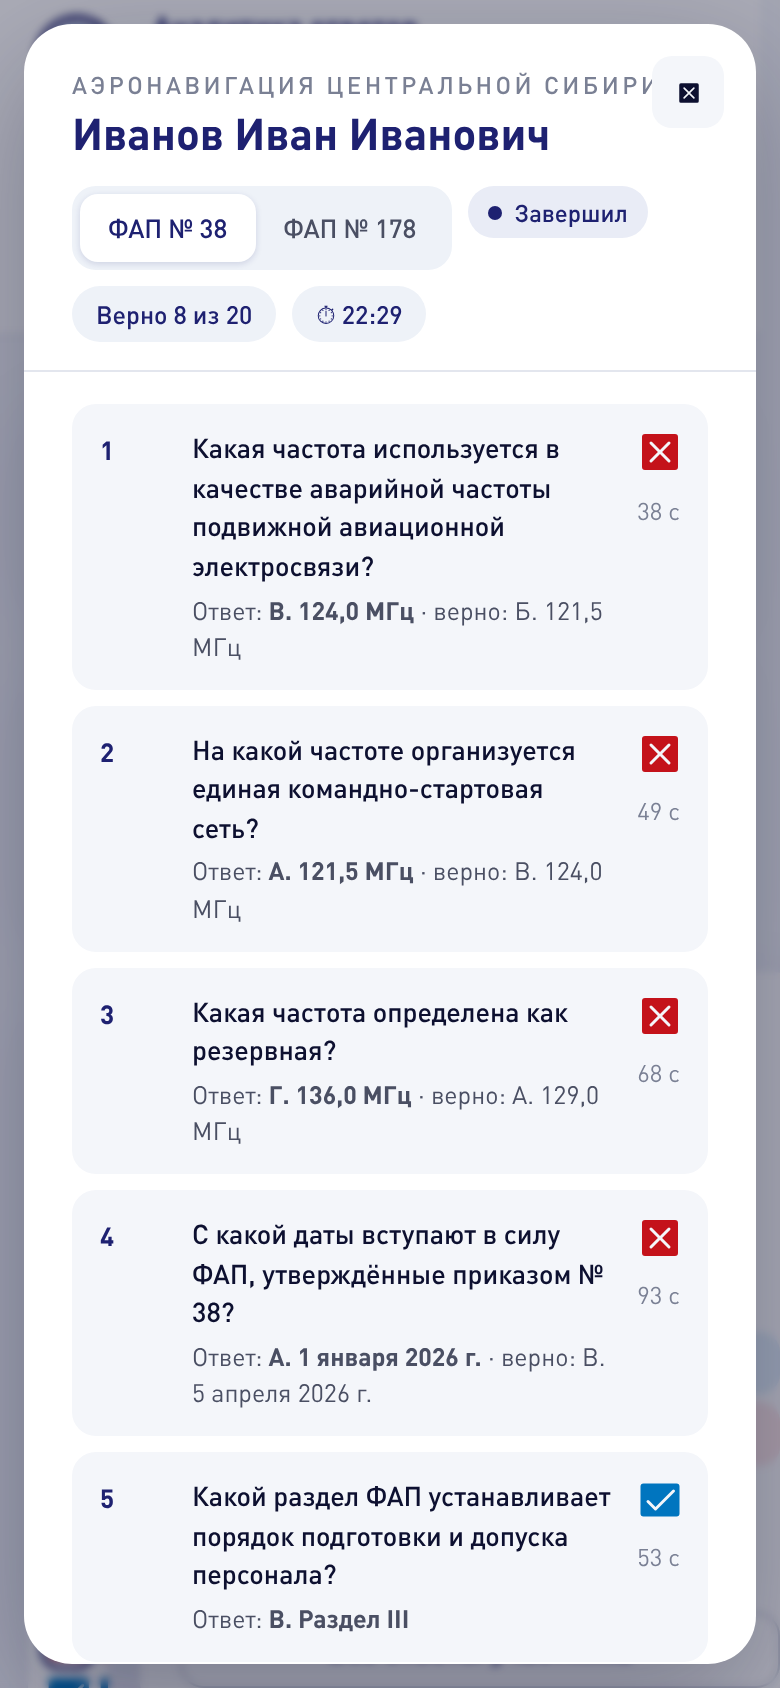 АЭРОНАВИГАЦИЯ ЦЕНТРАЛЬНОЙ СИБИРИ
Иванов Иван Иванович
ФАП № 38
ФАП № 178
Завершил
Верно 8 из 20
⏱ 22:29
1
Какая частота используется в
качестве аварийной частоты
подвижной авиационной
электросвязи?
Ответ: В. 124,0 МГц · верно: Б. 121,5
МГц
38 с
2
На какой частоте организуется
единая командно-стартовая
сеть?
Ответ: А. 121,5 МГц · верно: В. 124,0
МГц
49 с
3
Какая частота определена как
резервная?
Ответ: Г. 136,0 МГц · верно: А. 129,0
МГц
68 с
4
С какой даты вступают в силу
ФАП, утверждённые приказом №
38?
Ответ: А. 1 января 2026 г. · верно: В.
5 апреля 2026 г.
93 с
5
Какой раздел ФАП устанавливает
порядок подготовки и допуска
персонала?
Ответ: В. Раздел III
53 с